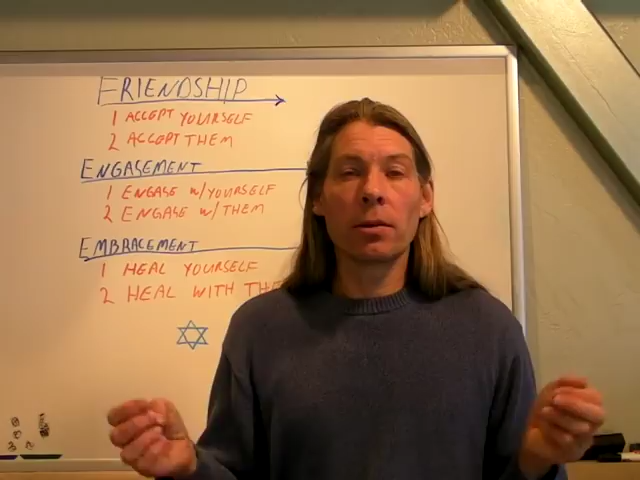 FRIENDSHIP
1 ACCEPT YOURSELF
2 ACCEPT THEM
ENGAGEMENT
1 ENGAGE W/YOURSELF
2 ENGAGE W/ THEM
EMBRACEMENT
1 HEAL YOURSELF
2 HEAL WITH THE